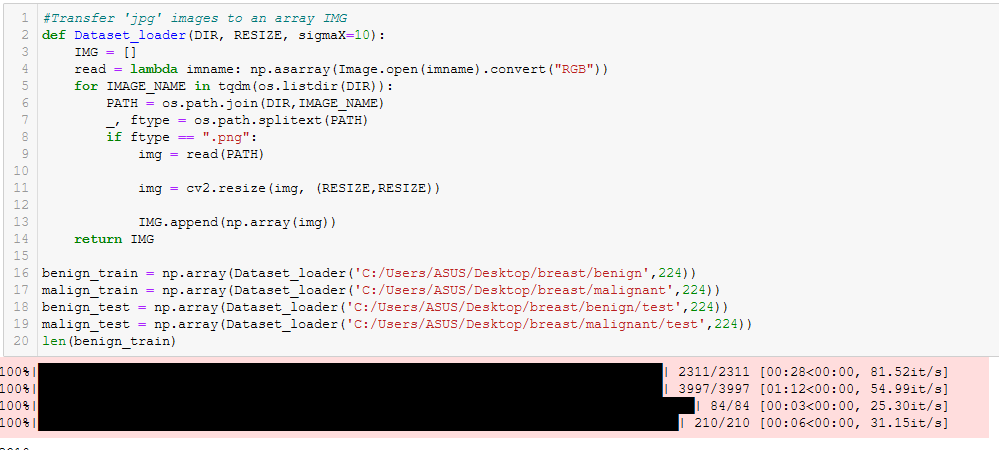 1 #Transfer 'jpg' images to an array IMG
2 def Dataset_loader(DIR, RESIZE, sigmaX=10):
3     IMG = []
4     read = lambda imname: np.asarray(Image.open(imname).convert("RGB"))
5     for IMAGE_NAME in tqdm(os.listdir(DIR)):
6         PATH = os.path.join(DIR,IMAGE_NAME)
7         _, ftype = os.path.splitext(PATH)
8         if ftype == ".png":
9             img = read(PATH)
10
11             img = cv2.resize(img, (RESIZE,RESIZE))
12
13             IMG.append(np.array(img))
14     return IMG
15
16 benign_train = np.array(Dataset_loader('C:/Users/ASUS/Desktop/breast/benign',224))
17 malign_train = np.array(Dataset_loader('C:/Users/ASUS/Desktop/breast/malignant',224))
18 benign_test = np.array(Dataset_loader('C:/Users/ASUS/Desktop/breast/benign/test',224))
19 malign_test = np.array(Dataset_loader('C:/Users/ASUS/Desktop/breast/malignant/test',224))
20 len(benign_train)
100%| | 2311/2311 [00:28<00:00, 81.52it/s]
100%| | 3997/3997 [01:12<00:00, 54.99it/s]
100%| | 84/84 [00:03<00:00, 25.30it/s]
100%| | 210/210 [00:06<00:00, 31.15it/s]